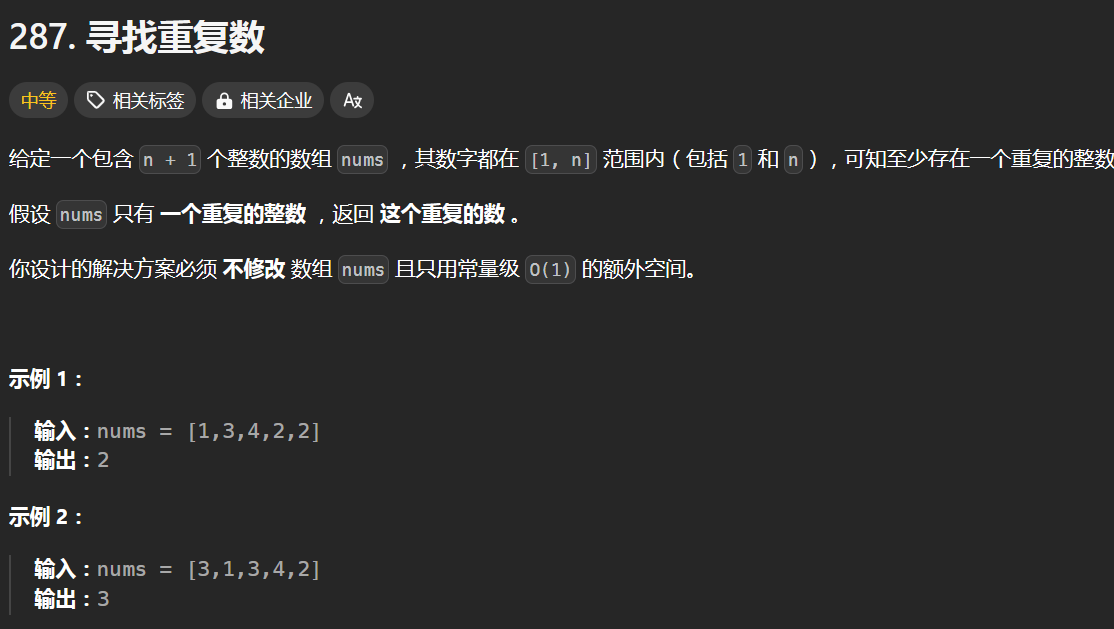 287. 寻找重复数
中等 相关标签 相关企业
给定一个包含 n + 1 个整数的数组 nums ，其数字都在 [1, n] 范围内（包括 1 和 n ），可知至少存在一个重复的整数
假设 nums 只有 一个重复的整数 ，返回 这个重复的数 。
你设计的解决方案必须 不修改 数组 nums 且只用常量级 O(1) 的额外空间。
示例 1：
输入：nums = [1,3,4,2,2]
输出：2
示例 2：
输入：nums = [3,1,3,4,2]
输出：3